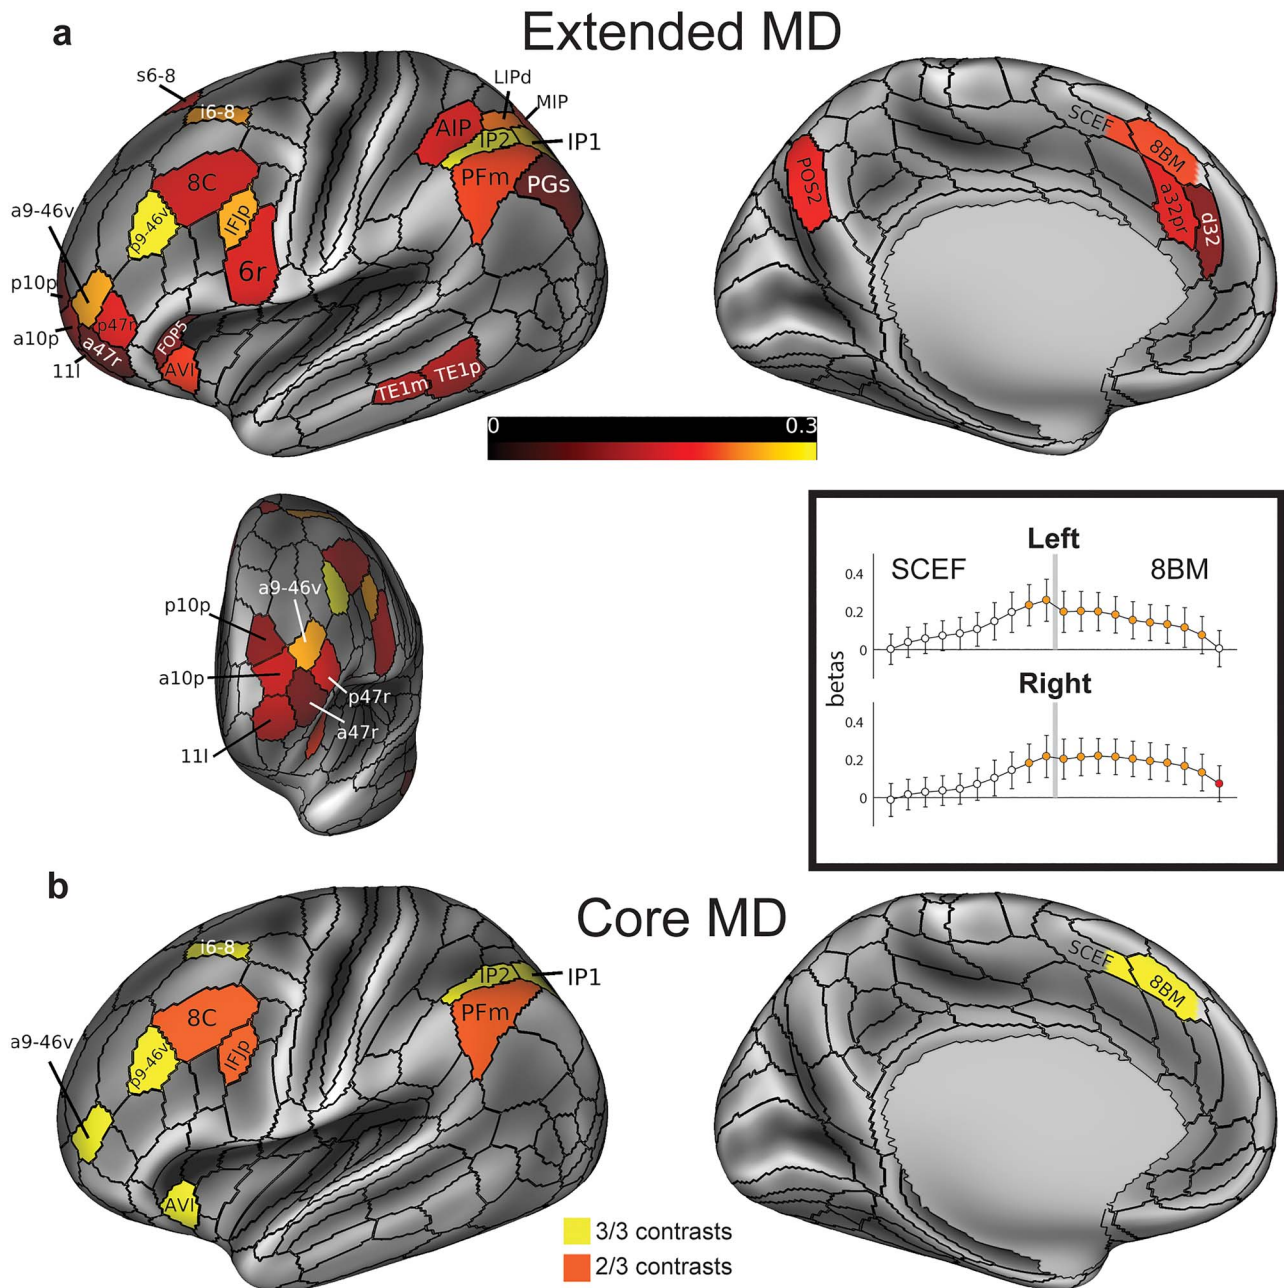 a
Extended MD
s6-8
i6-8
LIPd
MIP
AIP
IP2
IP1
8C
PFm
PGs
a9-46v
p9-46v
IFJp
6r
p10p
a10p
p47r
a47r
11l
FOP5
AVI
TE1m
TE1p
SCEF
8BM
POS2
a32pr
d32
0
0.3
a9-46v
p10p
a10p
p47r
a47r
11l
Left
SCEF
8BM
0.4
0.2
0
betas
Right
0.4
0.2
0
b
Core MD
i6-8
IP2
IP1
8C
PFm
a9-46v
p9-46v
IFJp
AVI
SCEF
8BM
3/3 contrasts
2/3 contrasts